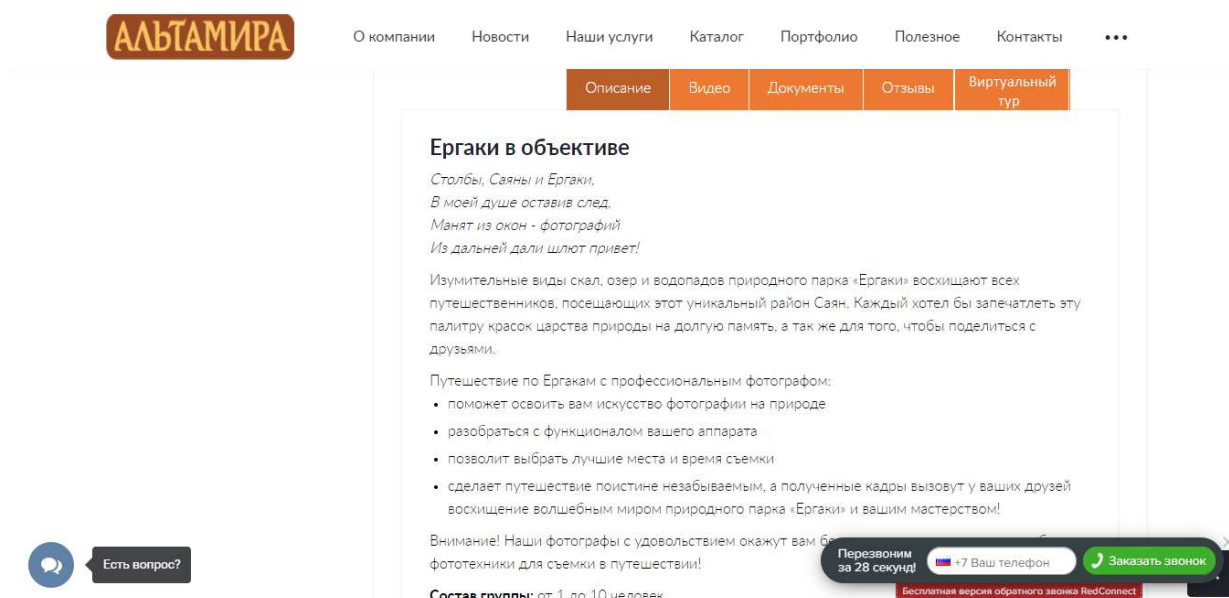 АЛЬТАМИРА
О компании Новости Наши услуги Каталог Портфолио Полезное Контакты •••
Описание Видео Документы Отзывы Виртуальный
тур
Ергаки в объективе
Столбы, Саяны и Ергаки,
В моей душе оставив след,
Манят из окон - фотографий
Из дальней дали шлют привет!
Изумительные виды скал, озер и водопадов природного парка «Ергаки» восхищают всех
путешественников, посещающих этот уникальный район Саян. Каждый хотел бы запечатлеть эту
палитру красок царства природы на долгую память, а так же для того, чтобы поделиться с
друзьями.
Путешествие по Ергакам с профессиональным фотографом:
• поможет освоить вам искусство фотографии на природе
• разобраться с функционалом вашего аппарата
• позволит выбрать лучшие места и время съемки
• сделает путешествие поистине незабываемым, а полученные кадры вызовут у ваших друзей
восхищение волшебным миром природного парка «Ергаки» и вашим мастерством!
Внимание! Наши фотографы с удовольствием окажут вам
фототехники для съемки в путешествии!
Состав группы: от 1 до 10 человек
Есть вопрос?
Перезвоним
за 28 секунд!
+7 Ваш телефон
Заказать звонок
Бесплатная версия обратного звонка RedConnect